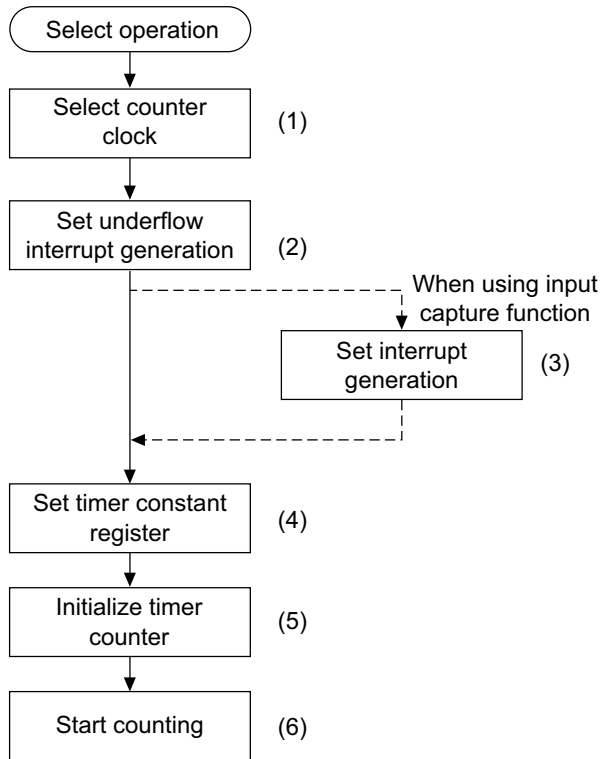 Select operation
Select counter
clock
(1)
Set underflow
interrupt generation
(2)
When using input
capture function
Set interrupt
generation
(3)
Set timer constant
register
(4)
Initialize timer
counter
(5)
Start counting
(6)